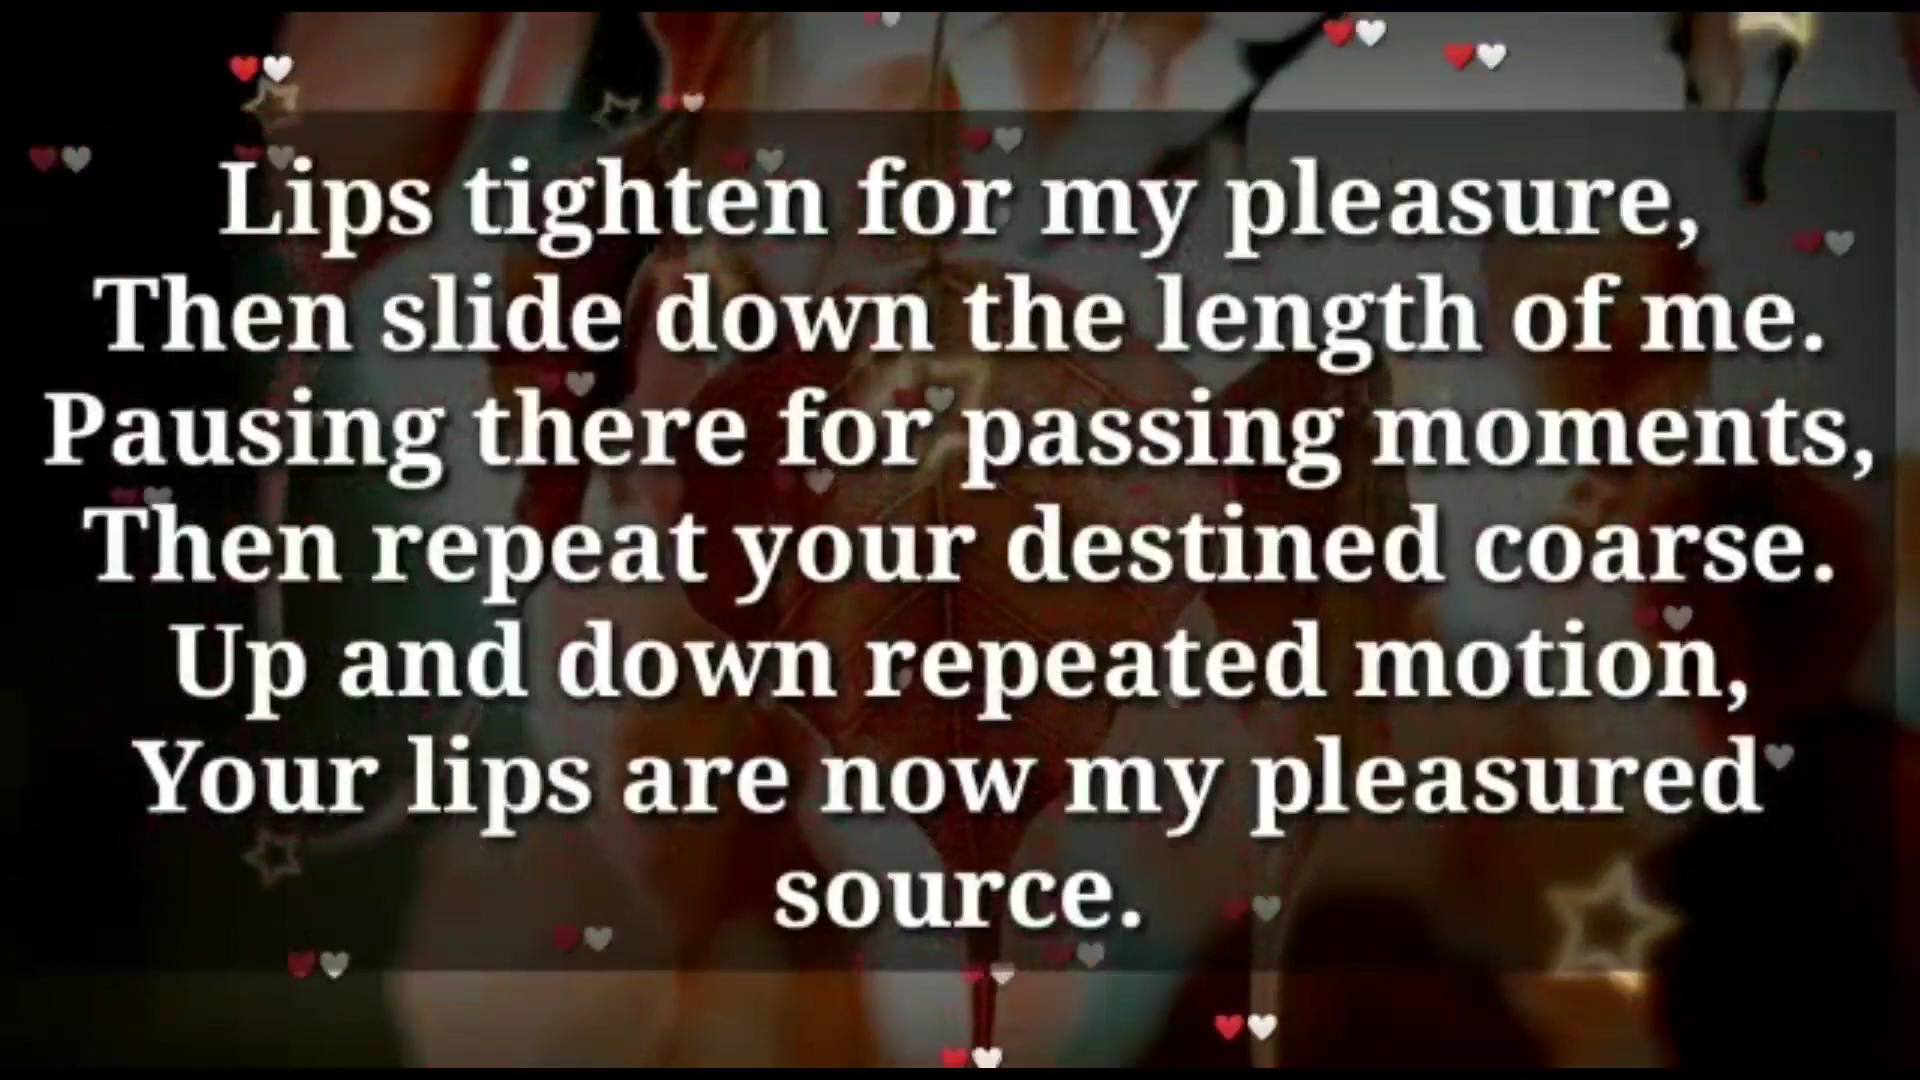 Lips tighten for my pleasure,
Then slide down the length of me.
Pausing there for passing moments,
Then repeat your destined coarse.
Up and down repeated motion,
Your lips are now my pleasured
source.